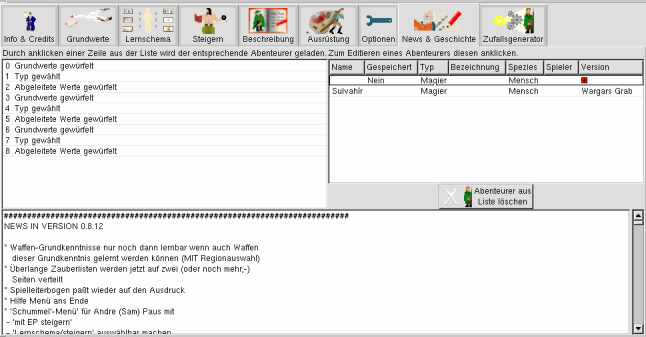 Info & Credits Grundwerte Lernschema Steigern Beschreibung Ausrüstung Optionen News & Geschichte Zufallsgenerator
Durch anklicken einer Zeile aus der Liste wird der entsprechende Abenteurer geladen. Zum Editieren eines Abenteurers diesen anklicken.
0 Grundwerte gewürfelt
1 Typ gewählt
2 Abgeleitete Werte gewürfelt
3 Grundwerte gewürfelt
4 Typ gewählt
5 Abgeleitete Werte gewürfelt
6 Grundwerte gewürfelt
7 Typ gewählt
8 Abgeleitete Werte gewürfelt
Name Gespeichert Typ Bezeichnung Spezies Spieler Version
Nein Magier Mensch
Sulvahír Magier Mensch Wargars Grab
Abenteurer aus
Liste löschen
##########################################################################
NEWS IN VERSION 0.8.12
* Waffen-Grundkenntnisse nur noch dann lernbar wenn auch Waffen
dieser Grundkenntnis gelernt werden können (MIT Regionauswahl)
* Überlange Zauberlisten werden jetzt auf zwei (oder noch mehr,-)
Seiten verteilt
* Spielleiterbogen paßt wieder auf den Ausdruck
* Hilfe Menü ans Ende
* 'Schummel'-Menü' für Andre (Sam) Paus mit
- 'mit EP steigern'
- 'Lernschema/steigern' auswählbar machen